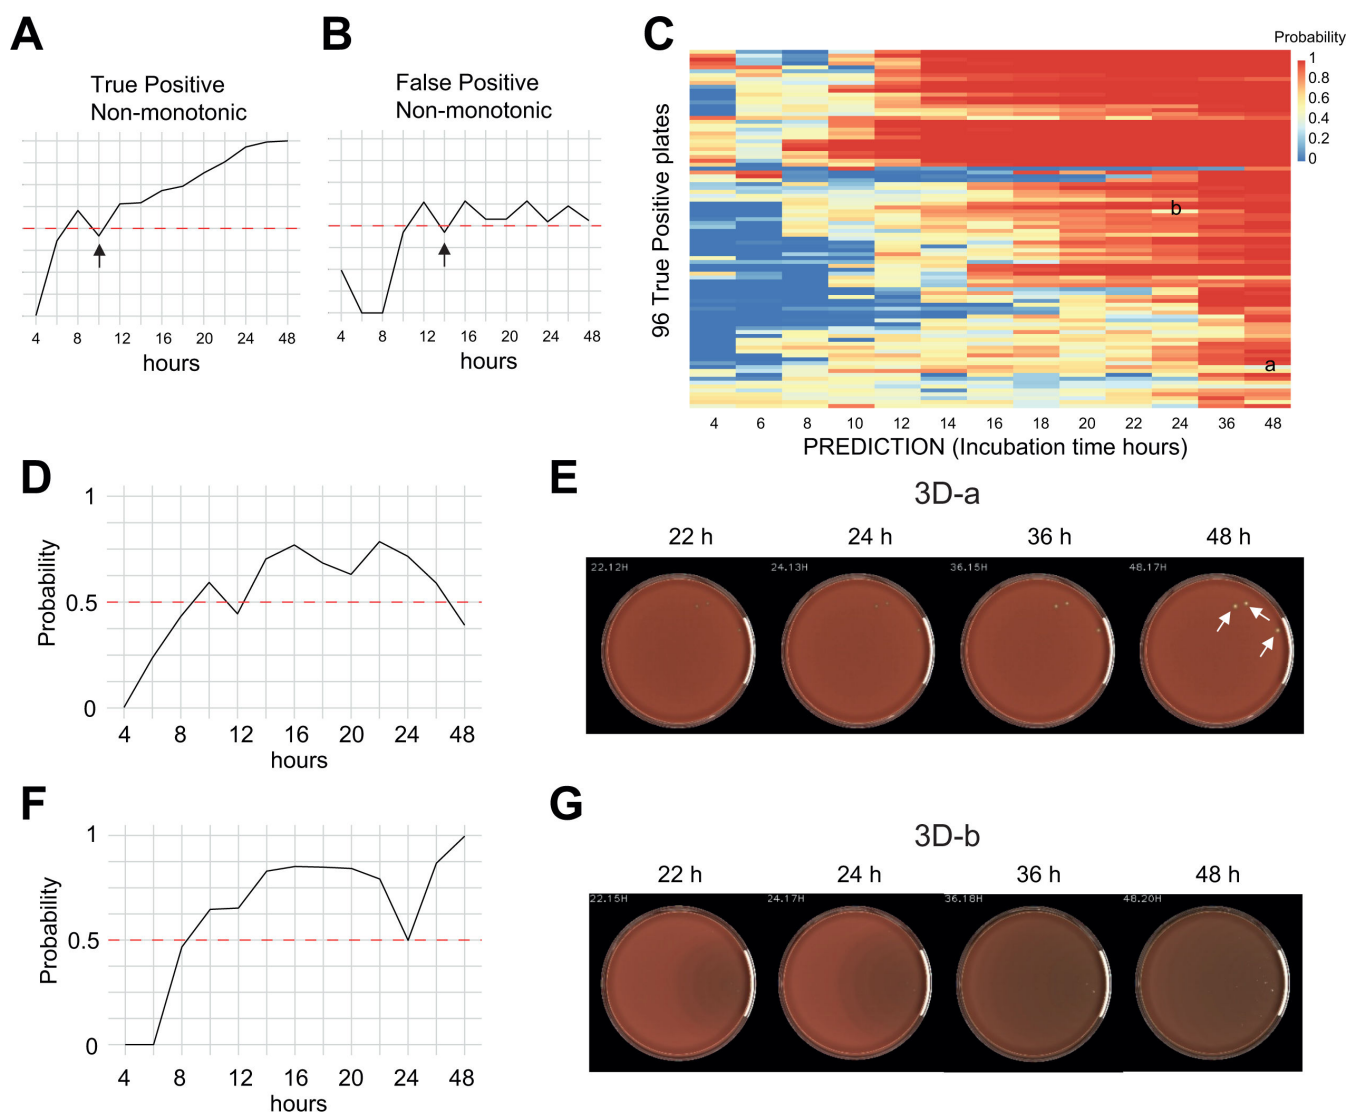 A
B
C
True Positive
Non-monotonic
False Positive
Non-monotonic
4 8 12 16 20 24 48
hours
4 8 12 16 20 24 48
hours
96 True Positive plates
Probability
1
0.8
0.6
0.4
0.2
0
b
a
4 6 8 10 12 14 16 18 20 22 24 36 48
PREDICTION (Incubation time hours)
D
Probability
1
0.5
0
4 8 12 16 20 24 48
hours
E
3D-a
22 h 24 h 36 h 48 h
22.12H 24.13H 36.15H 48.17H
F
Probability
1
0.5
0
4 8 12 16 20 24 48
hours
G
3D-b
22 h 24 h 36 h 48 h
22.15H 24.17H 36.18H 48.20H